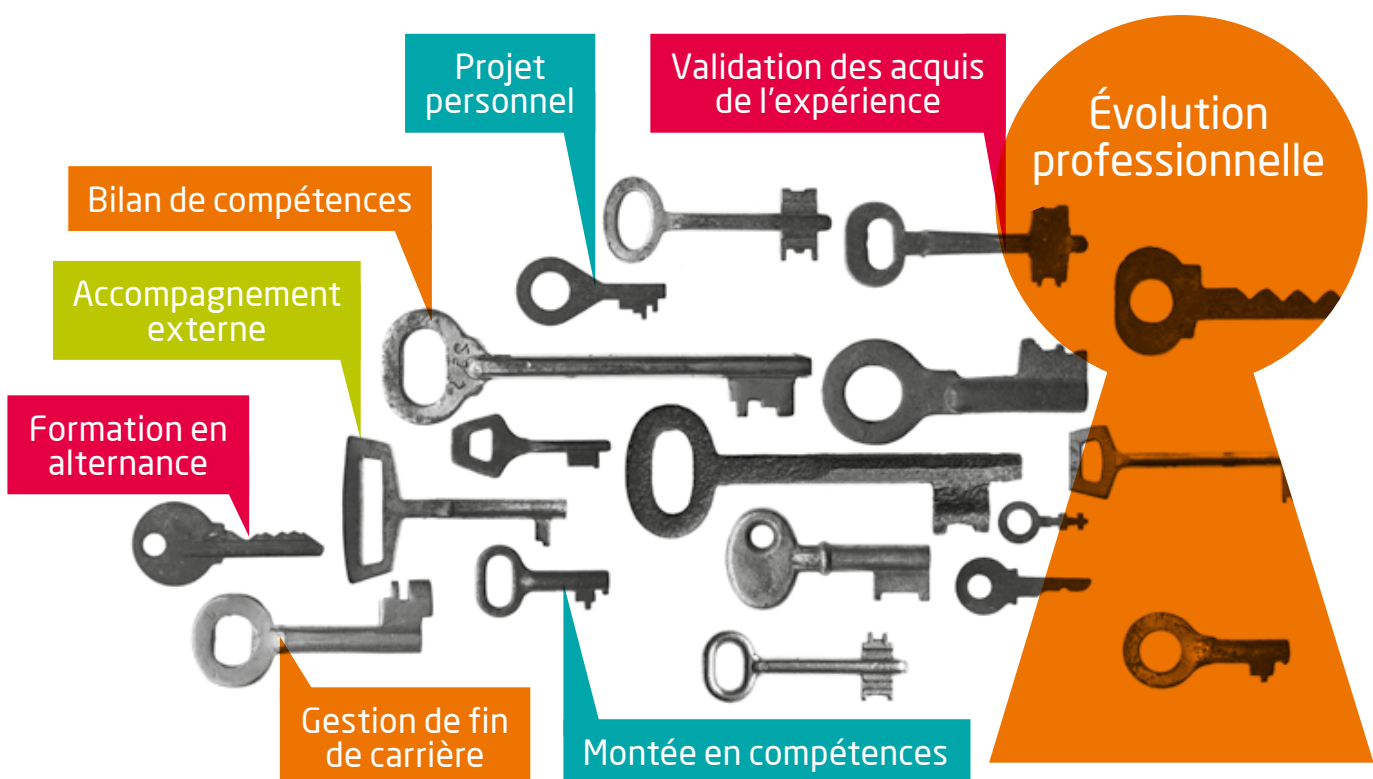 Projet
personnel
Validation des acquis
de l'expérience
Évolution
professionnelle
Bilan de compétences
Accompagnement
externe
Formation en
alternance
Gestion de fin
de carrière
Montée en compétences